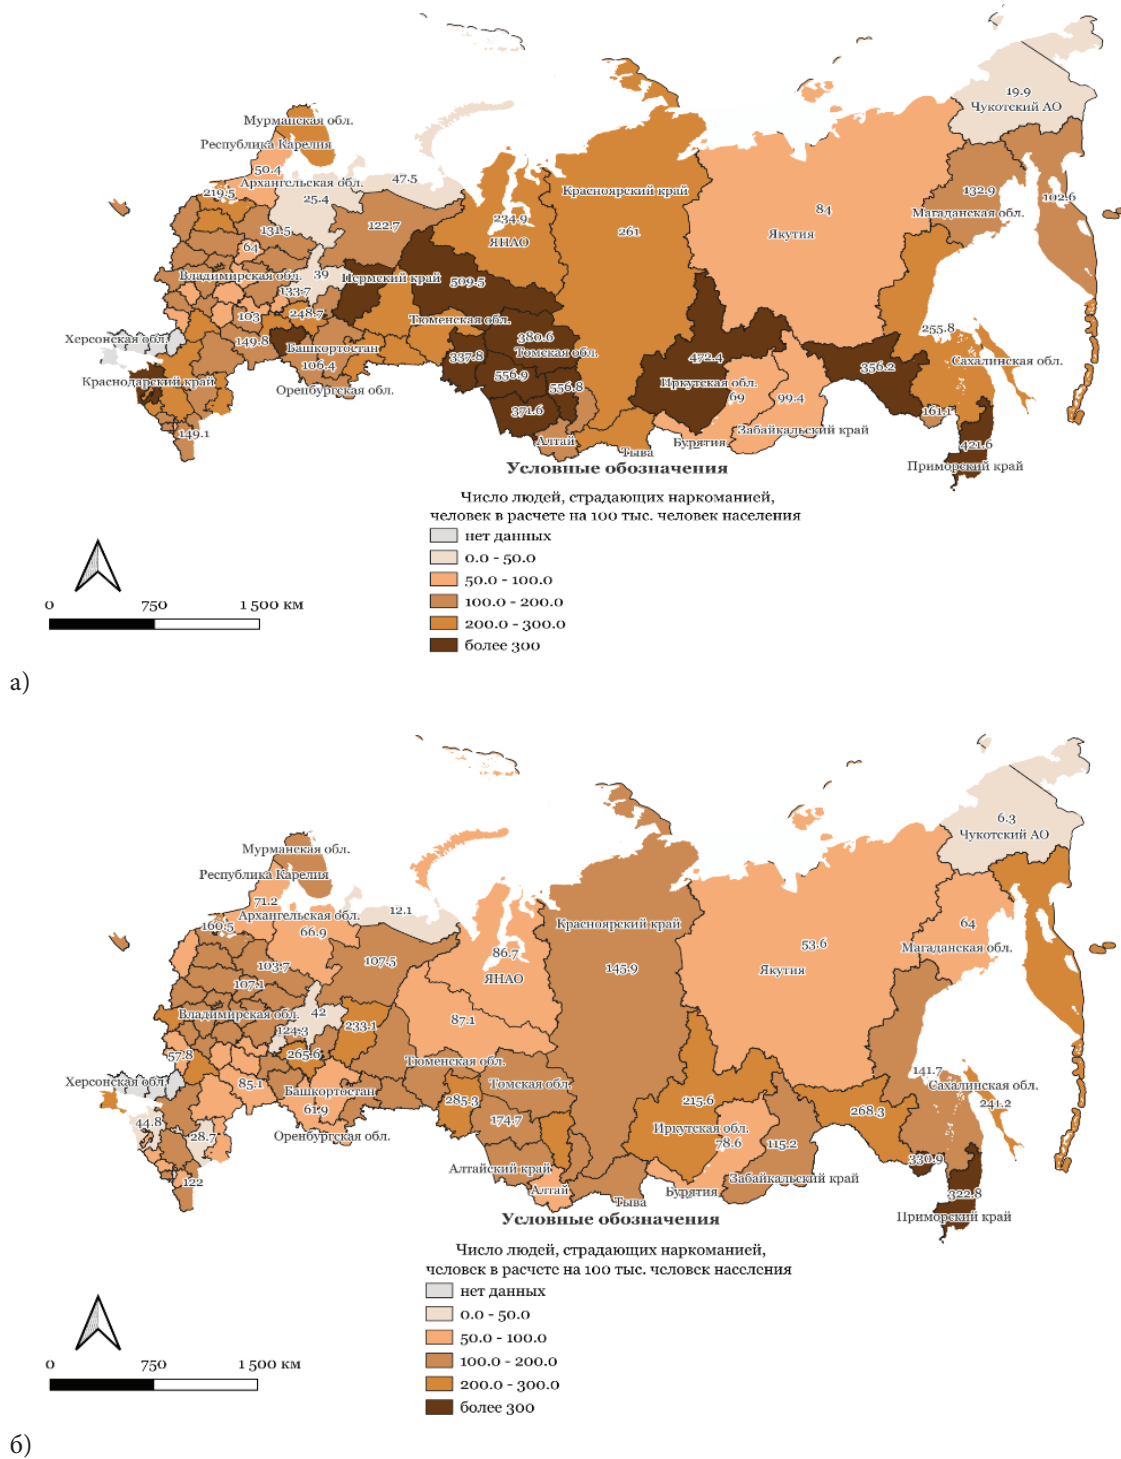 19.9
Чукотский АО
Мурманская обл.
Республика Карелия
50.4
47.5
Архангельская обл.
219.5
25.4
Красноярский край
132.9
102.6
Магаданская обл.
84
122.7
234.9
131.5
261
Якутия
ЯНАО
64
Владимирская обл.
39
Пермский край
509.5
133.7
103
248.7
Тюменская обл.
255.8
Херсонская обл.
149.8
380.6
Башкортостан
337.8
Томская обл.
472.4
356.2
Сахалинская обл.
106.4
556.9
Краснодарский край
Иркутская обл.
556.8
Оренбургская обл.
69
99.4
371.6
161.1
149.1
Забайкальский край
Алтай
Бурятия
421.6
Тыва
Приморский край
Условные обозначения
Число людей, страдающих наркоманией,
человек в расчете на 100 тыс. человек населения
нет данных
0.0 - 50.0
50.0 - 100.0
100.0 - 200.0
200.0 - 300.0
более 300
0 750 1 500 км
а)
6.3
Чукотский АО
Мурманская обл.
Республика Карелия
71.2
12.1
Архангельская обл.
160.5
66.9
Красноярский край
64
53.6
Магаданская обл.
86.7
107.5
103.7
145.9
Якутия
ЯНАО
107.1
Владимирская обл.
42
87.1
233.1
124.3
57.8
265.6
Тюменская обл.
141.7
Херсонская обл.
85.1
Томская обл.
Сахалинская обл.
Башкортостан
285.3
215.6
241.2
61.9
268.3
44.8
174.7
Иркутская обл.
28.7
Оренбургская обл.
78.6
115.2
330.9
Алтайский край
122
Забайкальский край
Алтай
Бурятия
322.8
Тыва
Приморский край
Условные обозначения
Число людей, страдающих наркоманией,
человек в расчете на 100 тыс. человек населения
нет данных
0.0 - 50.0
50.0 - 100.0
100.0 - 200.0
200.0 - 300.0
более 300
0 750 1 500 км
б)